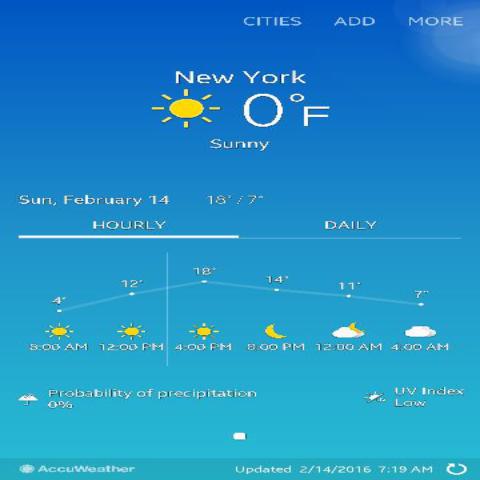 CITIES ADD MORE
New York
0°F
Sunny
Sun, February 14 18°/7°
HOURLY DAILY
4° 12° 18° 14° 11° 7°
8:00 AM 12:00 PM 4:00 PM 8:00 PM 12:00 AM 4:00 AM
Probability of precipitation
0%
UV Index
Low
AccuWeather Updated 2/14/2016 7:19 AM